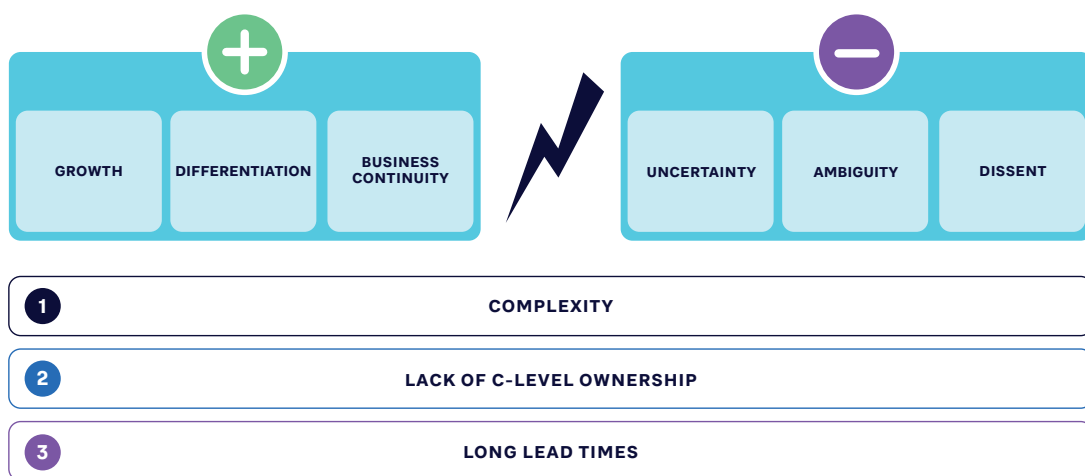 GROWTH
DIFFERENTIATION
BUSINESS
CONTINUITY
UNCERTAINTY
AMBIGUITY
DISSENT
1
COMPLEXITY
2
LACK OF C-LEVEL OWNERSHIP
3
LONG LEAD TIMES